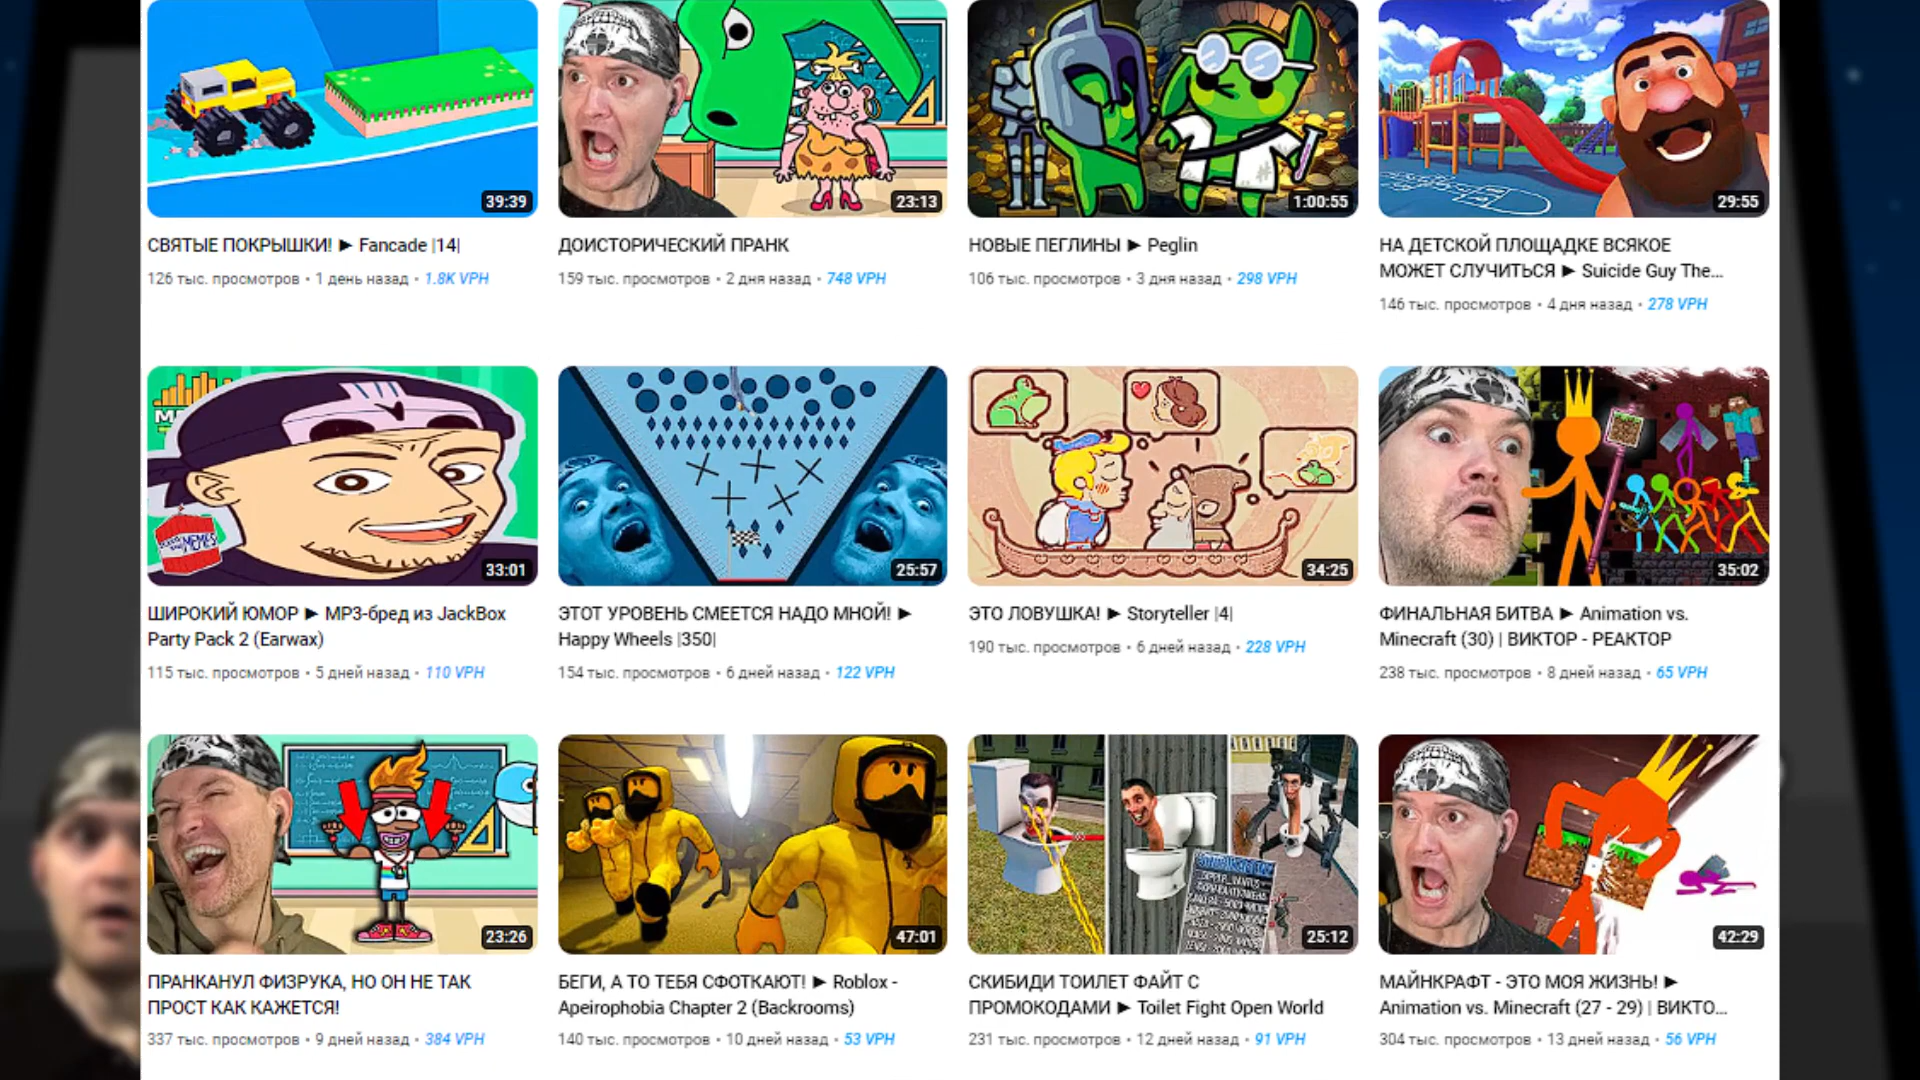 39:39
23:13
1:00:55
29:55
СВЯТЫЕ ПОКРЫШКИ! ► Fancade |14|
126 тыс. просмотров • 1 день назад • 1.8K VPH
ДОИСТОРИЧЕСКИЙ ПРАНК
159 тыс. просмотров • 2 дня назад • 748 VPH
НОВЫЕ ПЕГЛИНЫ ► Peglin
106 тыс. просмотров • 3 дня назад • 298 VPH
НА ДЕТСКОЙ ПЛОЩАДКЕ ВСЯКОЕ
МОЖЕТ СЛУЧИТЬСЯ ► Suicide Guy The...
146 тыс. просмотров • 4 дня назад • 278 VPH
33:01
25:57
34:25
35:02
ШИРОКИЙ ЮМОР ► MP3-бред из JackBox
Party Pack 2 (Earwax)
115 тыс. просмотров • 5 дней назад • 110 VPH
ЭТОТ УРОВЕНЬ СМЕЕТСЯ НАДО МНОЙ! ►
Happy Wheels |350|
154 тыс. просмотров • 6 дней назад • 122 VPH
ЭТО ЛОВУШКА! ► Storyteller |4|
190 тыс. просмотров • 6 дней назад • 228 VPH
ФИНАЛЬНАЯ БИТВА ► Animation vs.
Minecraft (30) | ВИКТОР - РЕАКТОР
238 тыс. просмотров • 8 дней назад • 65 VPH
23:26
47:01
25:12
42:29
ПРАНКАНУЛ ФИЗРУКА, НО ОН НЕ ТАК
ПРОСТ КАК КАЖЕТСЯ!
337 тыс. просмотров • 9 дней назад • 384 VPH
БЕГИ, А ТО ТЕБЯ СФОТКАЮТ! ► Roblox -
Apeirophobia Chapter 2 (Backrooms)
140 тыс. просмотров • 10 дней назад • 53 VPH
СКИБИДИ ТОИЛЕТ ФАЙТ С
ПРОМОКОДАМИ ► Toilet Fight Open World
231 тыс. просмотров • 12 дней назад • 91 VPH
МАЙНКРАФТ - ЭТО МОЯ ЖИЗНЬ! ►
Animation vs. Minecraft (27 - 29) | ВИКТО...
304 тыс. просмотров • 13 дней назад • 56 VPH